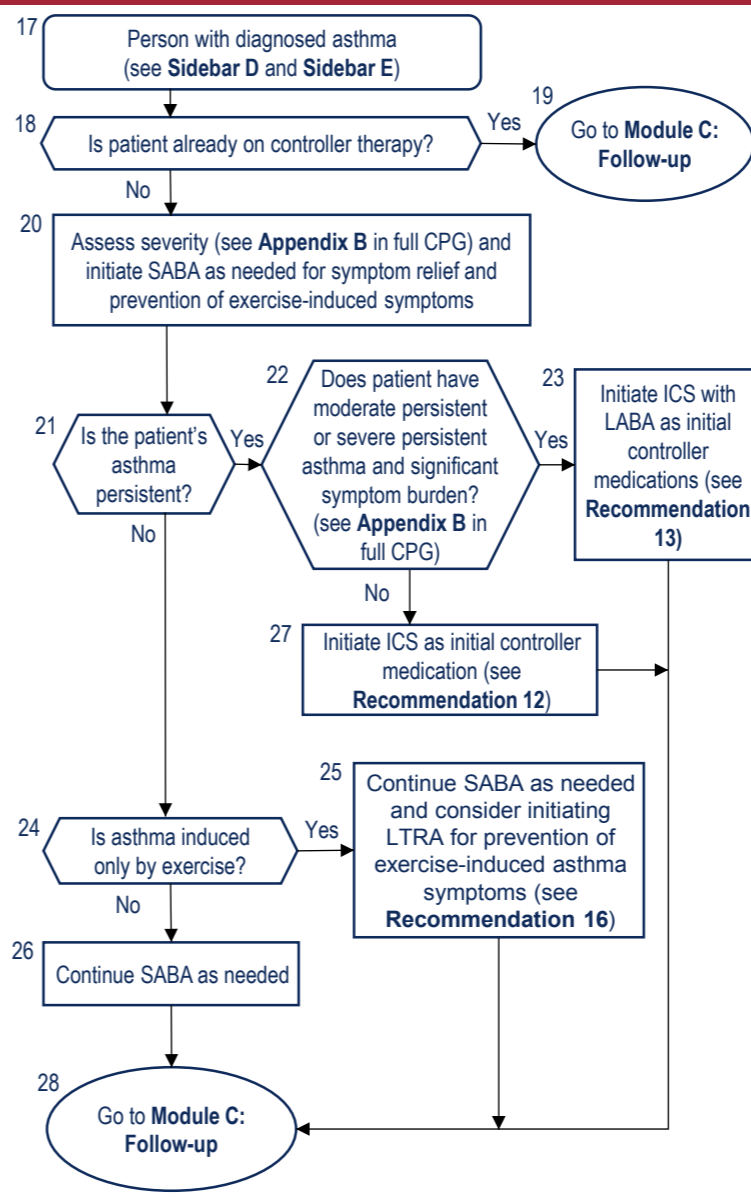 17
Person with diagnosed asthma
(see Sidebar D and Sidebar E)
18
Is patient already on controller therapy?
Yes
19
Go to Module C:
Follow-up
No
20
Assess severity (see Appendix B in full CPG) and
initiate SABA as needed for symptom relief and
prevention of exercise-induced symptoms
21
Is the patient's
asthma
persistent?
Yes
22
Does patient have
moderate persistent
or severe persistent
asthma and significant
symptom burden?
(see Appendix B in
full CPG)
Yes
23
Initiate ICS with
LABA as initial
controller
medications (see
Recommendation
13)
No
No
27
Initiate ICS as initial controller
medication (see
Recommendation 12)
24
Is asthma induced
only by exercise?
Yes
25
Continue SABA as needed
and consider initiating
LTRA for prevention of
exercise-induced asthma
symptoms (see
Recommendation 16)
No
26
Continue SABA as needed
28
Go to Module C:
Follow-up